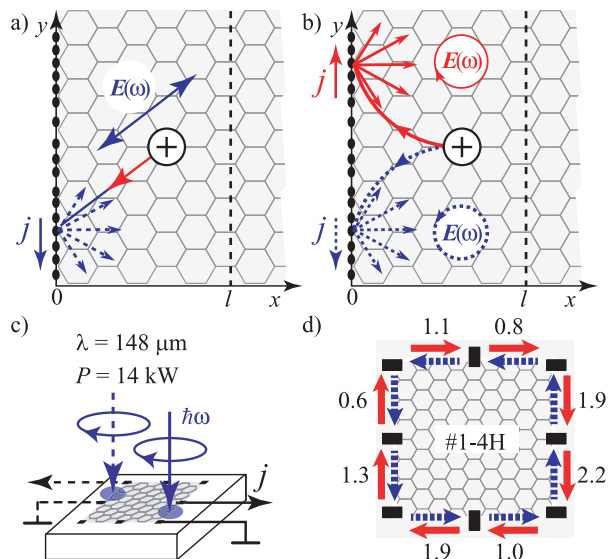 a)
y
E(ω)
+
j
0
l
x
b)
y
j
E(ω)
+
j
E(ω)
0
l
x
c)
λ = 148 μm
P = 14 kW
ħω
j
d)
1.1 0.8
0.6 1.9
#1-4H
1.3 2.2
1.9 1.0